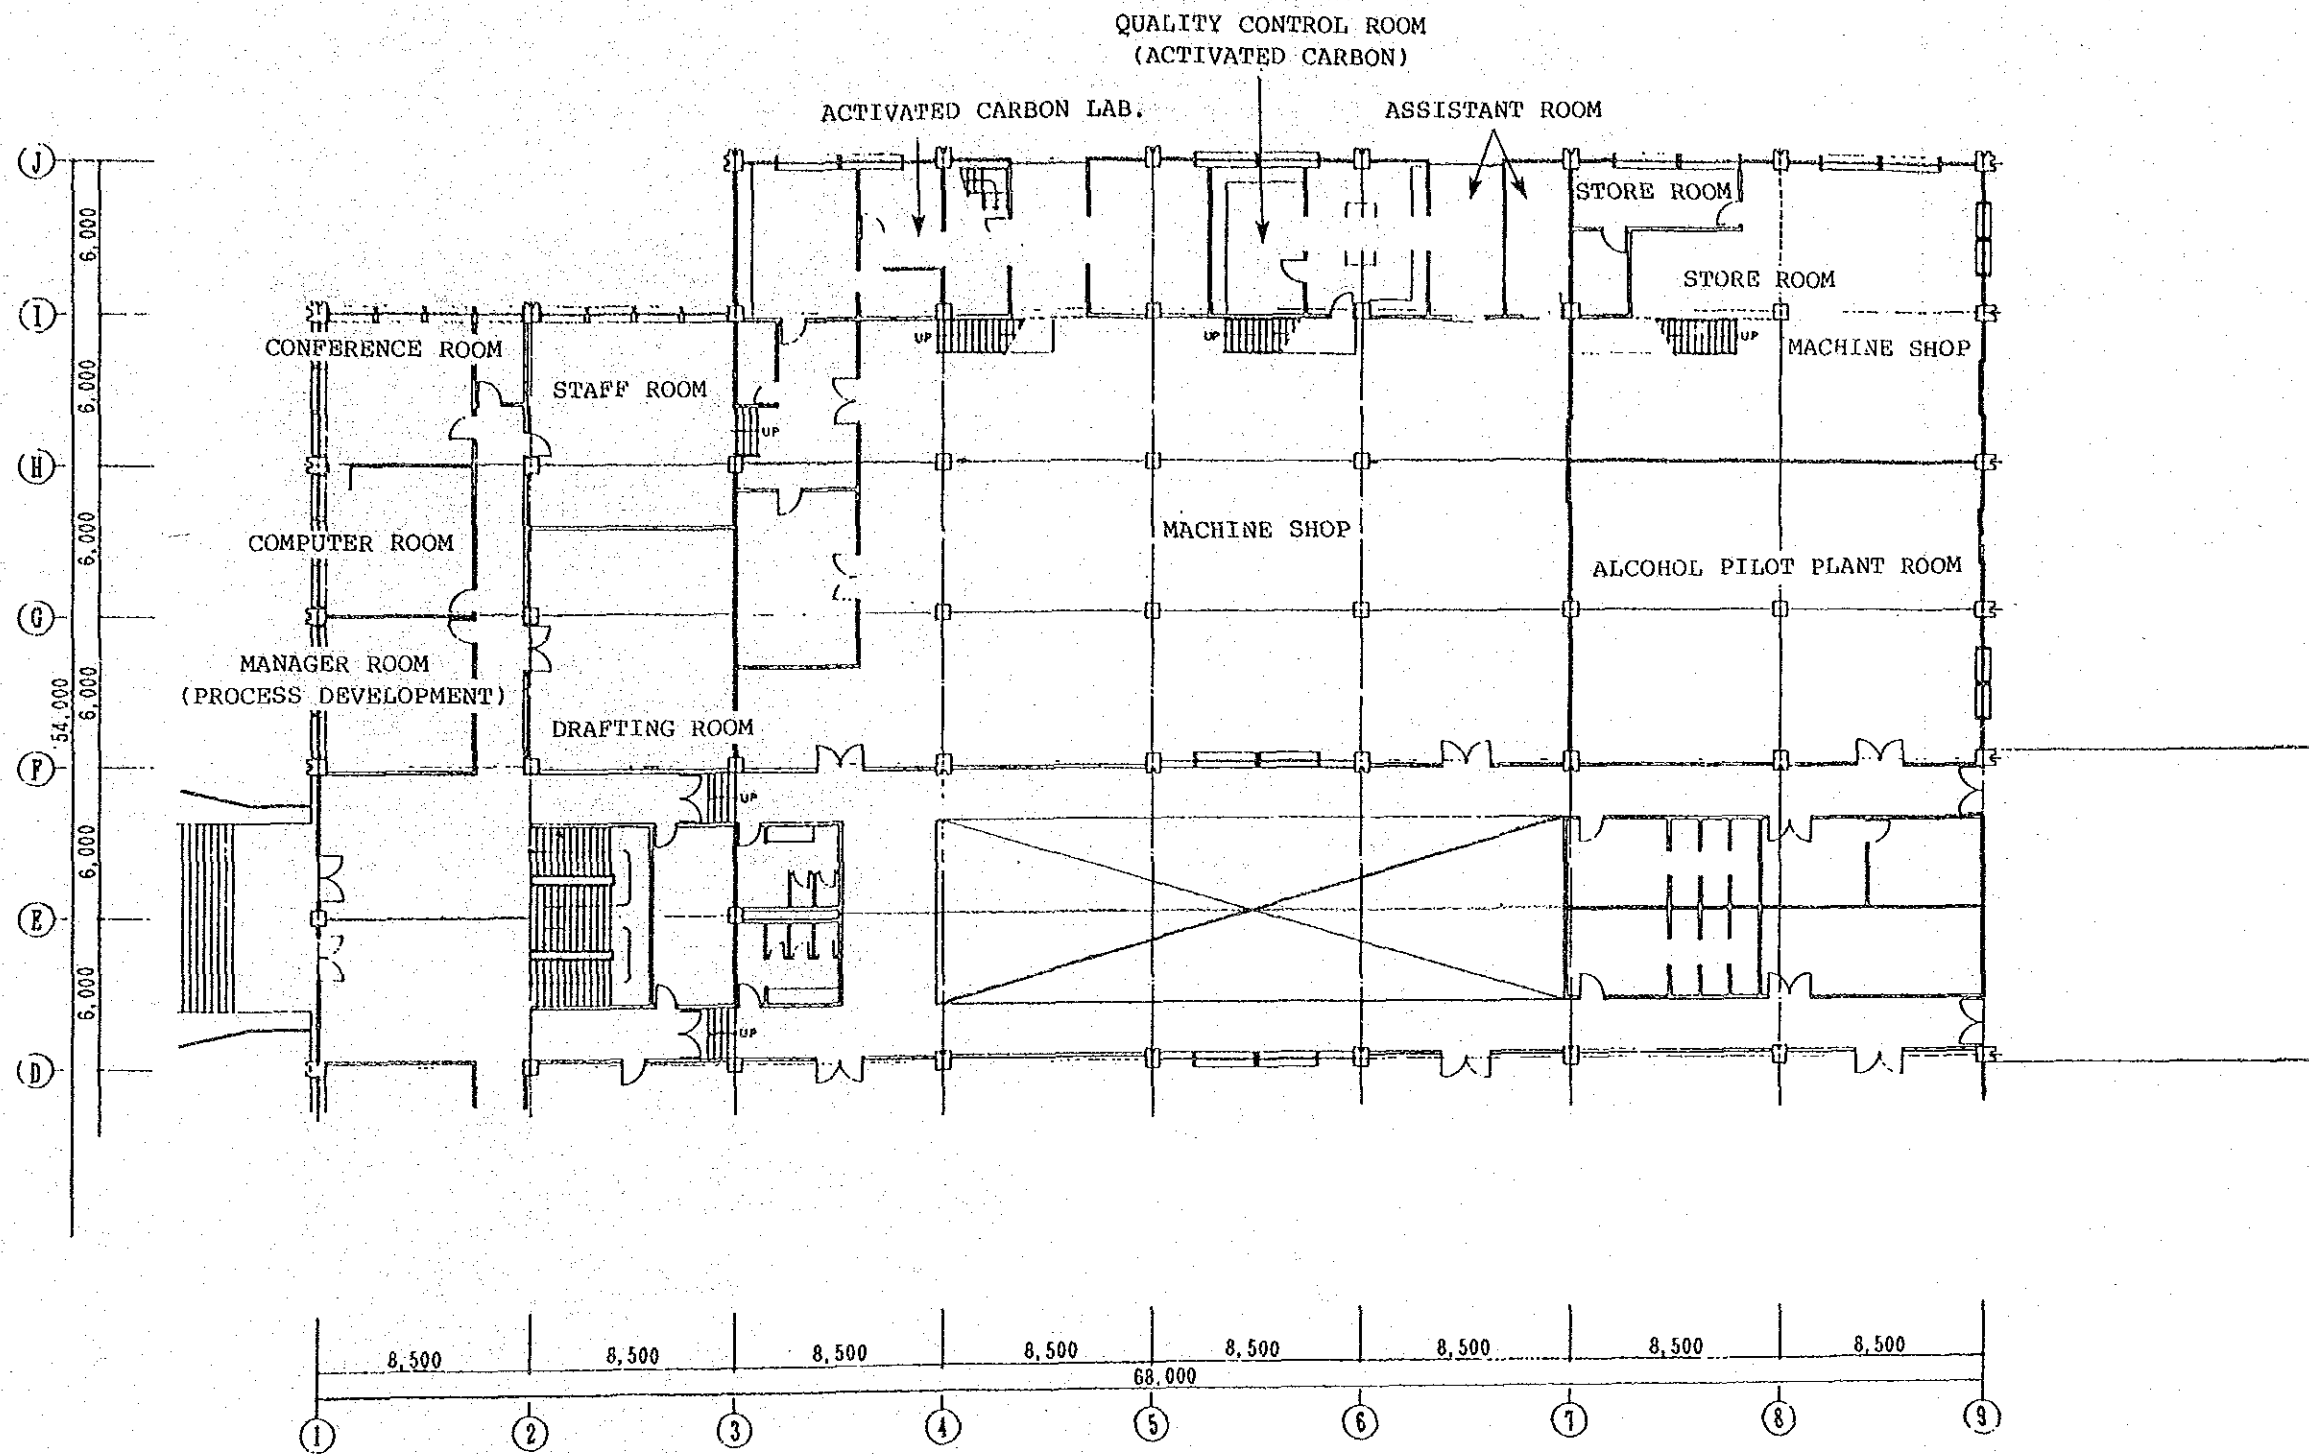 QUALITY CONTROL ROOM
(ACTIVATED CARBON)
ACTIVATED CARBON LAB.
ASSISTANT ROOM
J
STORE ROOM
6,000
STORE ROOM
I
UP
UP
UP
CONFERENCE ROOM
MACHINE SHOP
STAFF ROOM
6,000
UP
H
MACHINE SHOP
COMPUTER ROOM
6,000
ALCOHOL PILOT PLANT ROOM
G
MANAGER ROOM
(PROCESS DEVELOPMENT)
54,000
6,000
DRAFTING ROOM
F
UP
6,000
E
6,000
UP
D
8,500
8,500
8,500
8,500
8,500
8,500
8,500
8,500
68,000
1
2
3
4
5
6
7
8
9